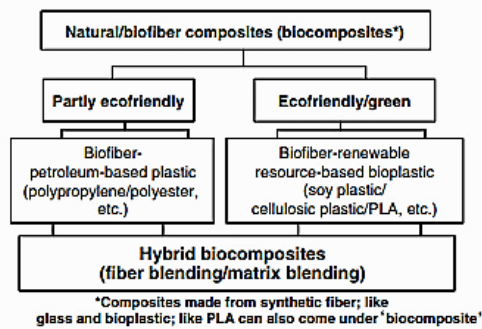 Natural/biofiber composites (biocomposites*)
Partly ecofriendly
Ecofriendly/green
Biofiber-
petroleum-based plastic
(polypropylene/polyester,
etc.)
Biofiber-renewable
resource-based bioplastic
(soy plastic/
cellulosic plastic/PLA, etc.)
Hybrid biocomposites
(fiber blending/matrix blending)
*Composites made from synthetic fiber; like
glass and bioplastic; like PLA can also come under ‘biocomposite’